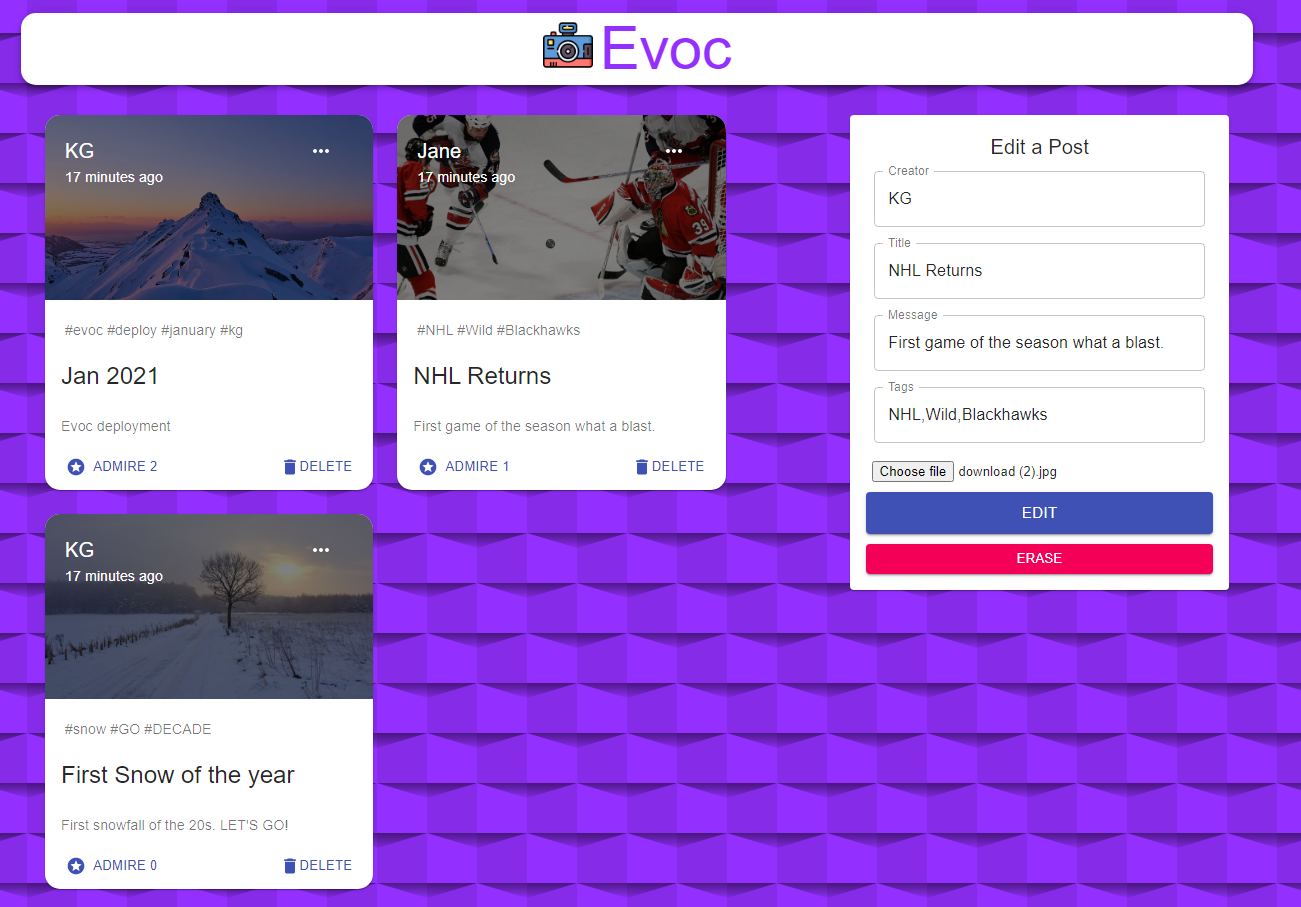 Evoc
KG
17 minutes ago
#evoc #deploy #january #kg
Jan 2021
Evoc deployment
ADMIRE 2
DELETE
Jane
17 minutes ago
39
#NHL #Wild #Blackhawks
NHL Returns
First game of the season what a blast.
ADMIRE 1
DELETE
KG
17 minutes ago
#snow #GO #DECADE
First Snow of the year
First snowfall of the 20s. LET'S GO!
ADMIRE 0
DELETE
Edit a Post
Creator
KG
Title
NHL Returns
Message
First game of the season what a blast.
Tags
NHL,Wild,Blackhawks
Choose file download (2).jpg
EDIT
ERASE